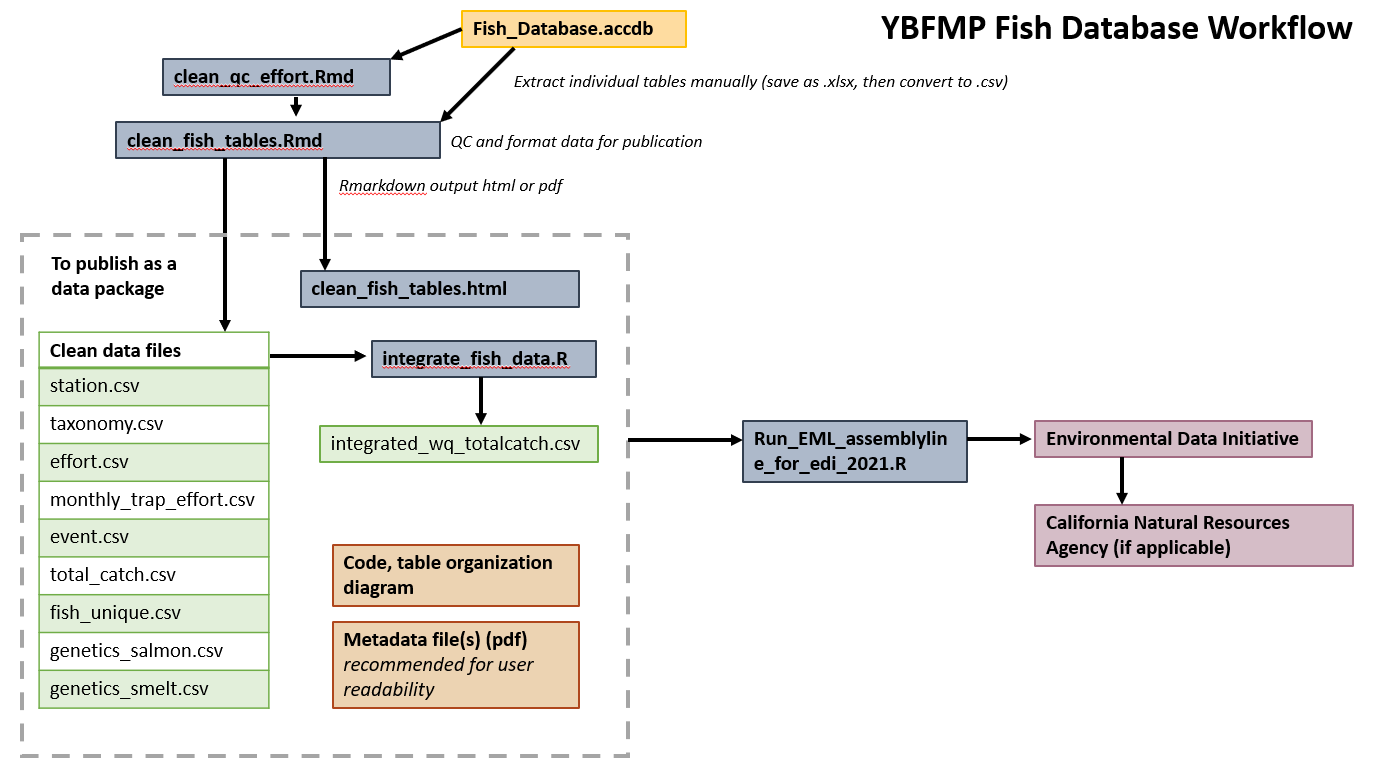 YBFMP Fish Database Workflow
Fish_Database.accdb
clean_qc_effort.Rmd
Extract individual tables manually (save as .xlsx, then convert to .csv)
clean_fish_tables.Rmd
QC and format data for publication
Rmarkdown output html or pdf
To publish as a
data package
clean_fish_tables.html
Clean data files
station.csv
taxonomy.csv
effort.csv
monthly_trap_effort.csv
event.csv
total_catch.csv
fish_unique.csv
genetics_salmon.csv
genetics_smelt.csv
integrate_fish_data.R
integrated_wq_totalcatch.csv
Code, table organization
diagram
Metadata file(s) (pdf)
recommended for user
readability
Run_EML_assemblylin
e_for_edi_2021.R
Environmental Data Initiative
California Natural Resources
Agency (if applicable)